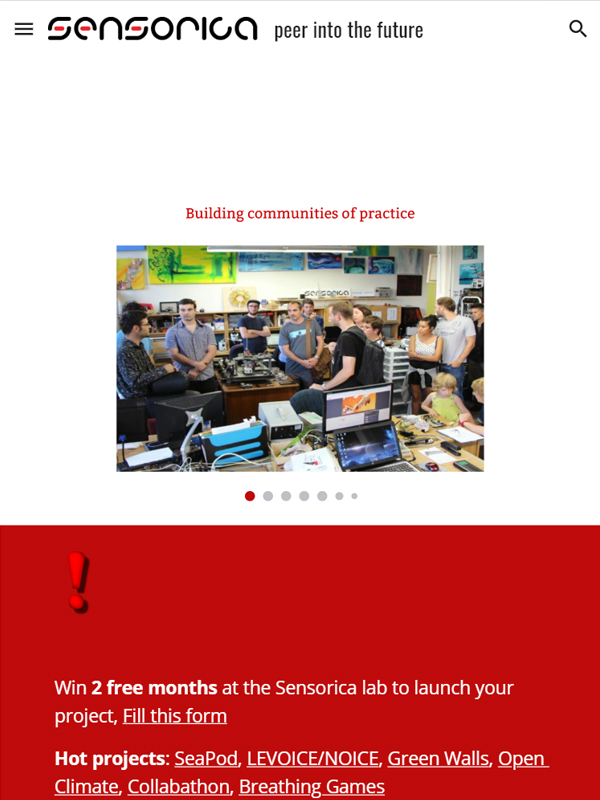 sensorica peer into the future
Building communities of practice
sensorica
Win 2 free months at the Sensorica lab to launch your
project, Fill this form
Hot projects: SeaPod, LEVOICE/NOICE, Green Walls, Open
Climate, Collabathon, Breathing Games